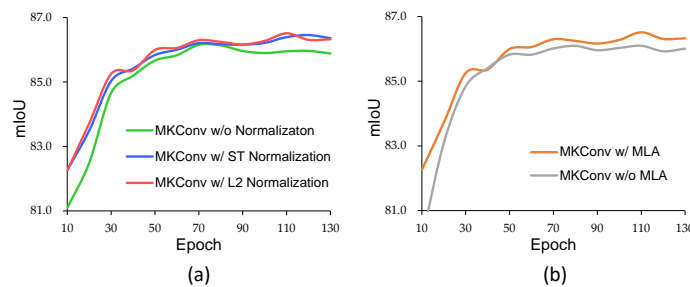 87.0
85.0
83.0
81.0
mIoU
MKConv w/o Normalizaton
MKConv w/ ST Normalization
MKConv w/ L2 Normalization
10 30 50 70 90 110 130
Epoch
(a)
87.0
85.0
83.0
81.0
mIoU
MKConv w/ MLA
MKConv w/o MLA
10 30 50 70 90 110 130
Epoch
(b)